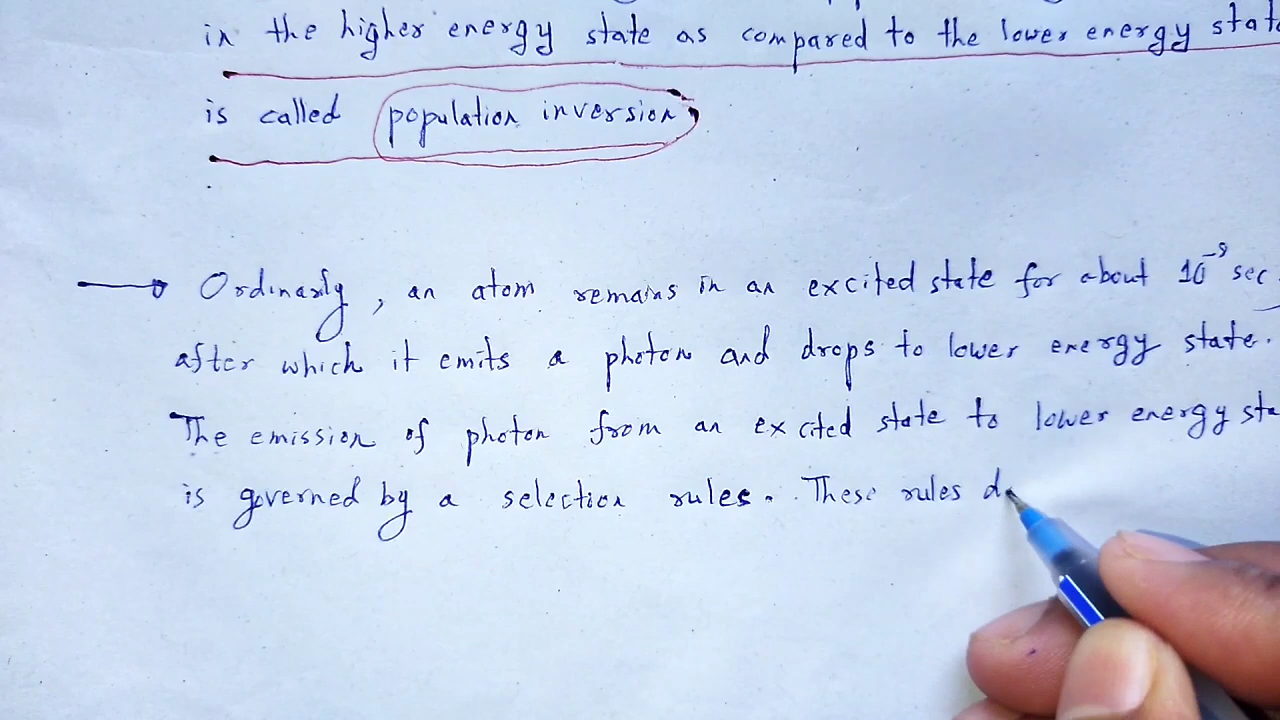 in the higher energy state as compared to the lower energy stat
is called population inversion
Ordinarily, an atom remains in an excited state for about 10⁻⁹ sec
after which it emits a photon and drops to lower energy state.
The emission of photon from an excited state to lower energy sta
is governed by a selection rules. These rules d